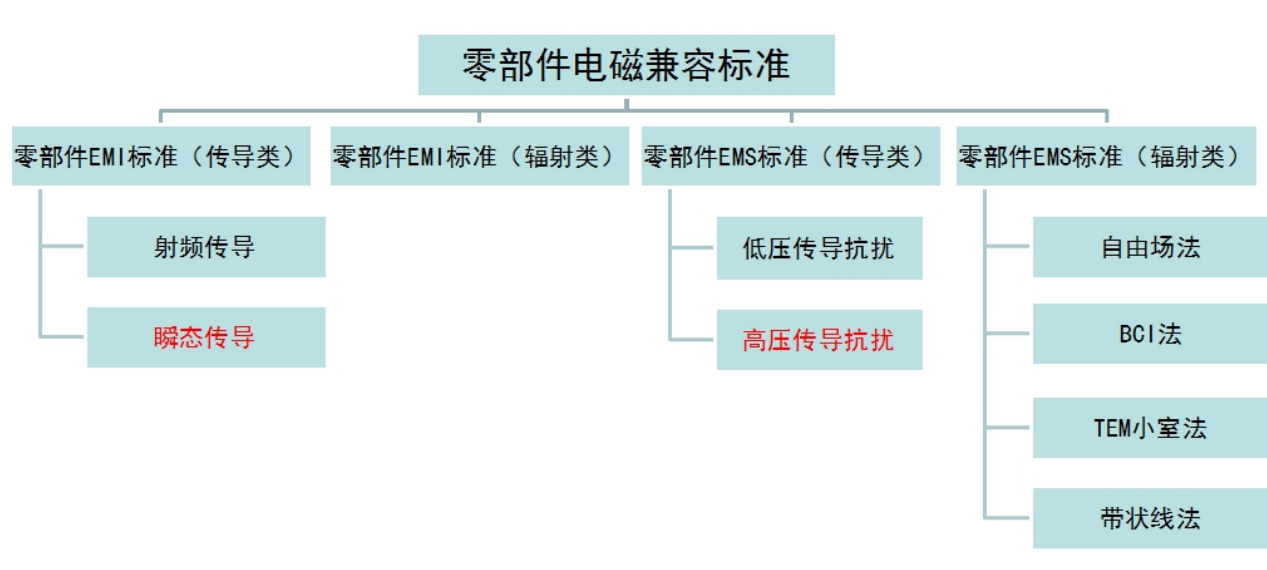 零部件电磁兼容标准
零部件EMI标准（传导类）
零部件EMI标准（辐射类）
零部件EMS标准（传导类）
零部件EMS标准（辐射类）
射频传导
瞬态传导
低压传导抗扰
高压传导抗扰
自由场法
BCI法
TEM小室法
带状线法